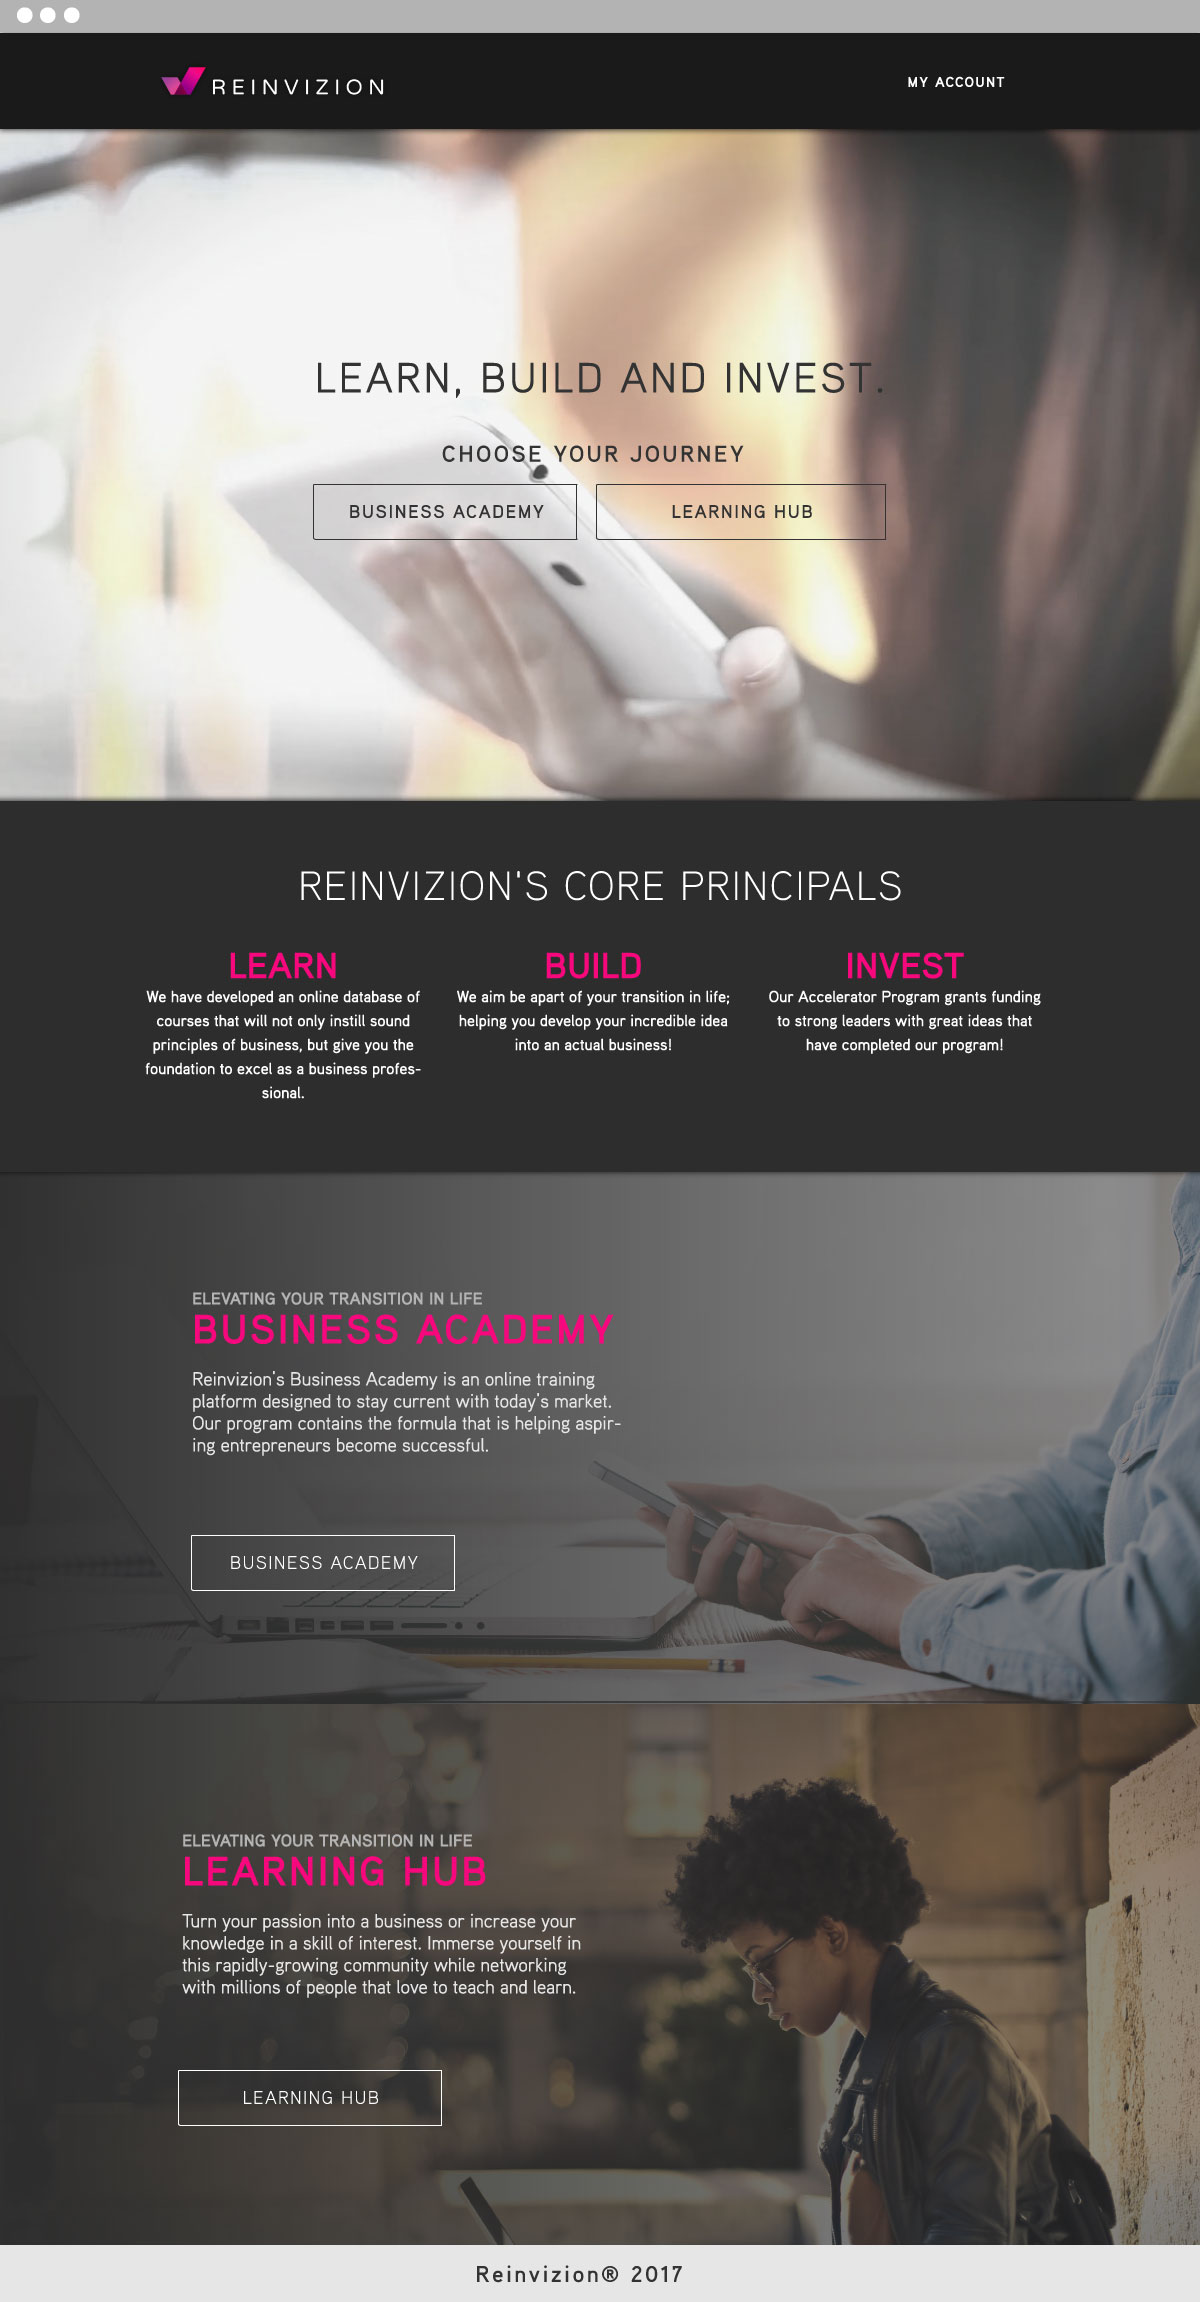 REINVIZION
MY ACCOUNT
LEARN, BUILD AND INVEST.
CHOOSE YOUR JOURNEY
BUSINESS ACADEMY
LEARNING HUB
REINVIZION'S CORE PRINCIPALS
LEARN
We have developed an online database of
courses that will not only instill sound
principles of business, but give you the
foundation to excel as a business profes-
sional.
BUILD
We aim be apart of your transition in life;
helping you develop your incredible idea
into an actual business!
INVEST
Our Accelerator Program grants funding
to strong leaders with great ideas that
have completed our program!
ELEVATING YOUR TRANSITION IN LIFE
BUSINESS ACADEMY
Reinvizion's Business Academy is an online training
platform designed to stay current with today's market.
Our program contains the formula that is helping aspir-
ing entrepreneurs become successful.
BUSINESS ACADEMY
ELEVATING YOUR TRANSITION IN LIFE
LEARNING HUB
Turn your passion into a business or increase your
knowledge in a skill of interest. Immerse yourself in
this rapidly-growing community while networking
with millions of people that love to teach and learn.
LEARNING HUB
Reinvizion® 2017